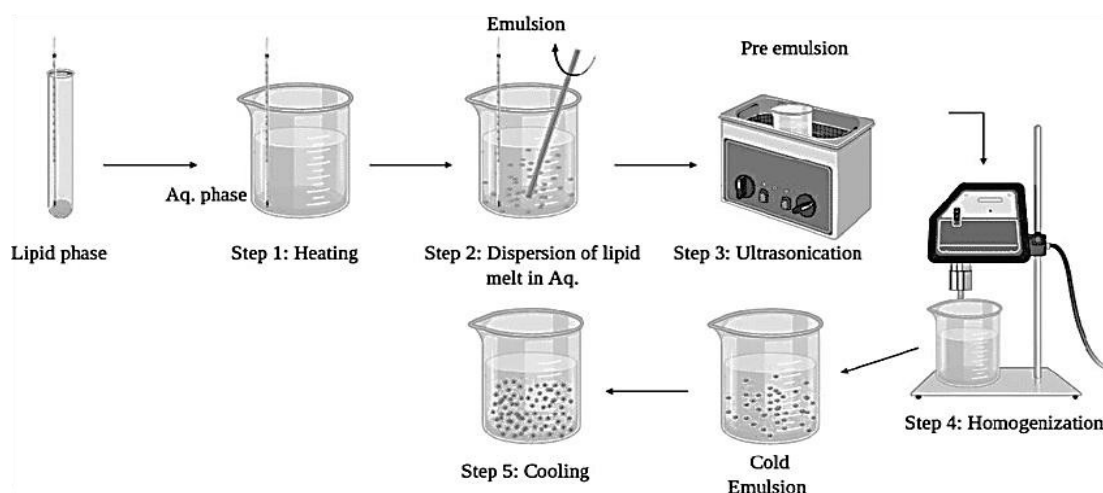 Emulsion
Pre emulsion
Aq. phase
Lipid phase
Step 1: Heating
Step 2: Dispersion of lipid
melt in Aq.
Step 3: Ultrasonication
Step 4: Homogenization
Cold
Emulsion
Step 5: Cooling